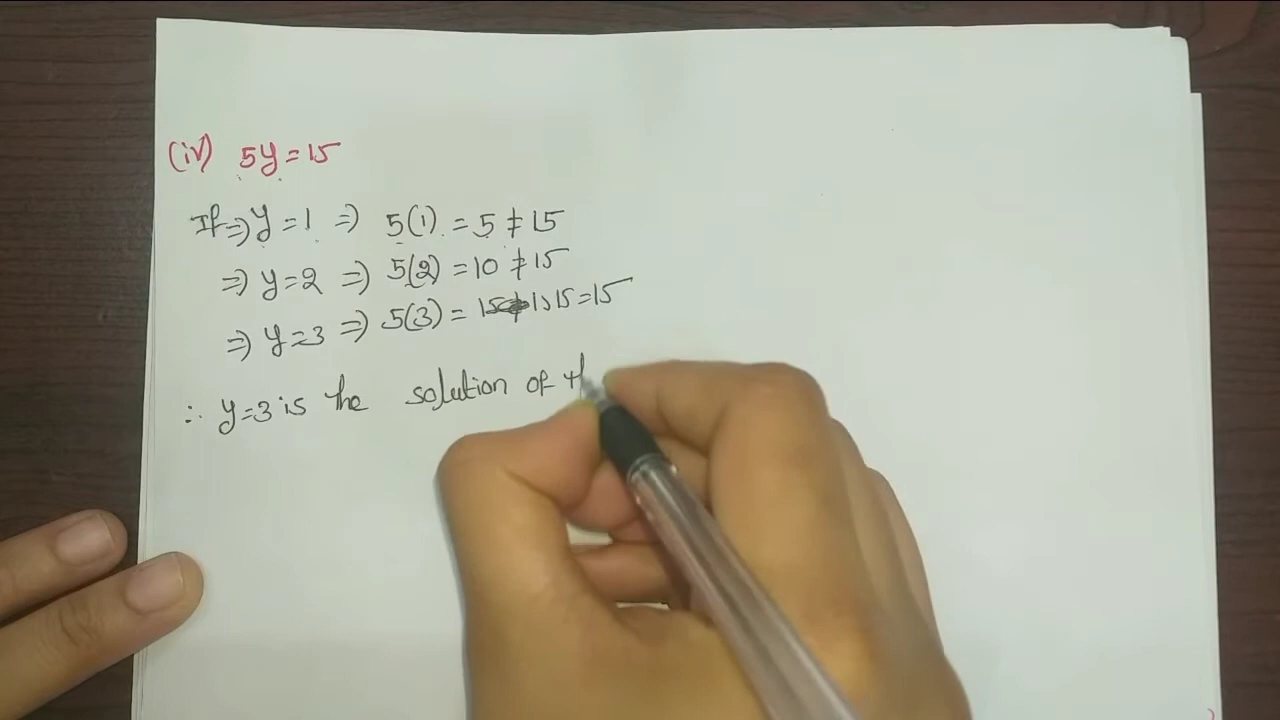 (iv) 5y = 15
If ⇒ y = 1 ⇒ 5(1) = 5 ≠ 15
⇒ y = 2 ⇒ 5(2) = 10 ≠ 15
⇒ y = 3 ⇒ 5(3) = 15 = 15
∴ y = 3 is the solution of th